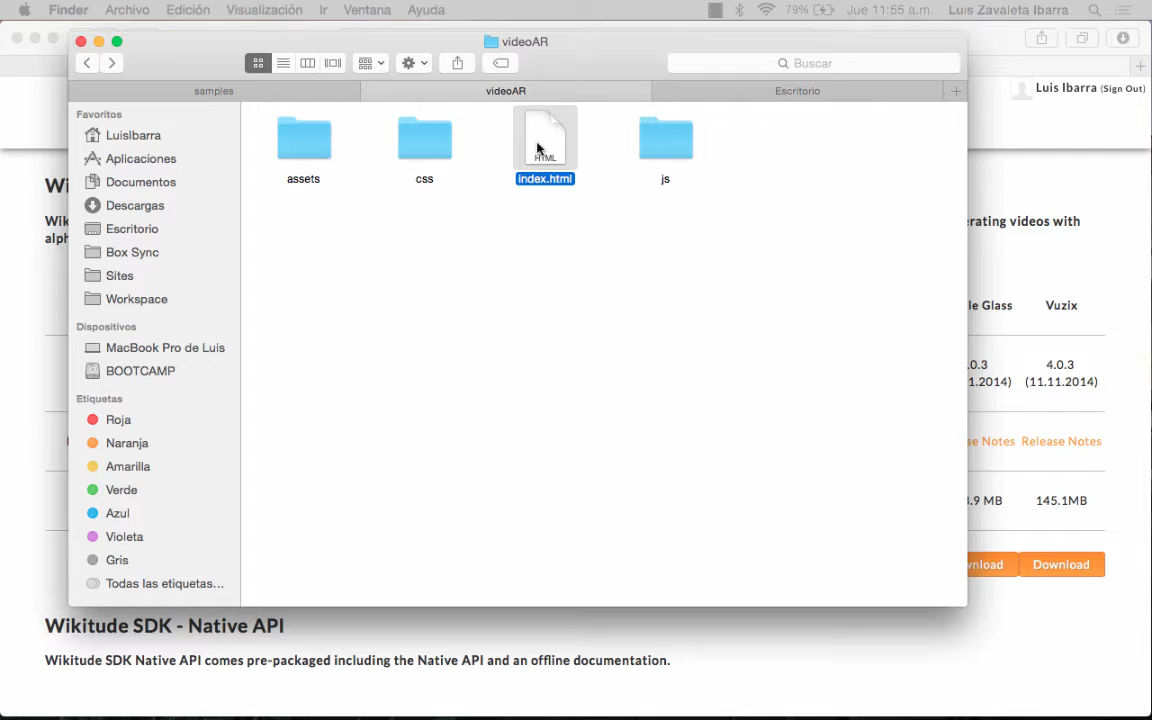 Finder Archivo Edición Visualización Ir Ventana Ayuda 79% Jue 11:55 a.m. Luis Zavaleta Ibarra
videoAR
Buscar
samples videoAR Escritorio
Luis Ibarra (Sign Out)
Favoritos
LuisIbarra
Aplicaciones
Documentos
Descargas
Escritorio
Box Sync
Sites
Workspace
Dispositivos
MacBook Pro de Luis
BOOTCAMP
Etiquetas
Roja
Naranja
Amarilla
Verde
Azul
Violeta
Gris
Todas las etiquetas...
HTML
assets css index.html js
Wi
Wik
alph
erating videos with
le Glass Vuzix
.0.3 4.0.3
1.2014) (11.11.2014)
se Notes Release Notes
.9 MB 145.1MB
wnload Download
Wikitude SDK - Native API
Wikitude SDK Native API comes pre-packaged including the Native API and an offline documentation.